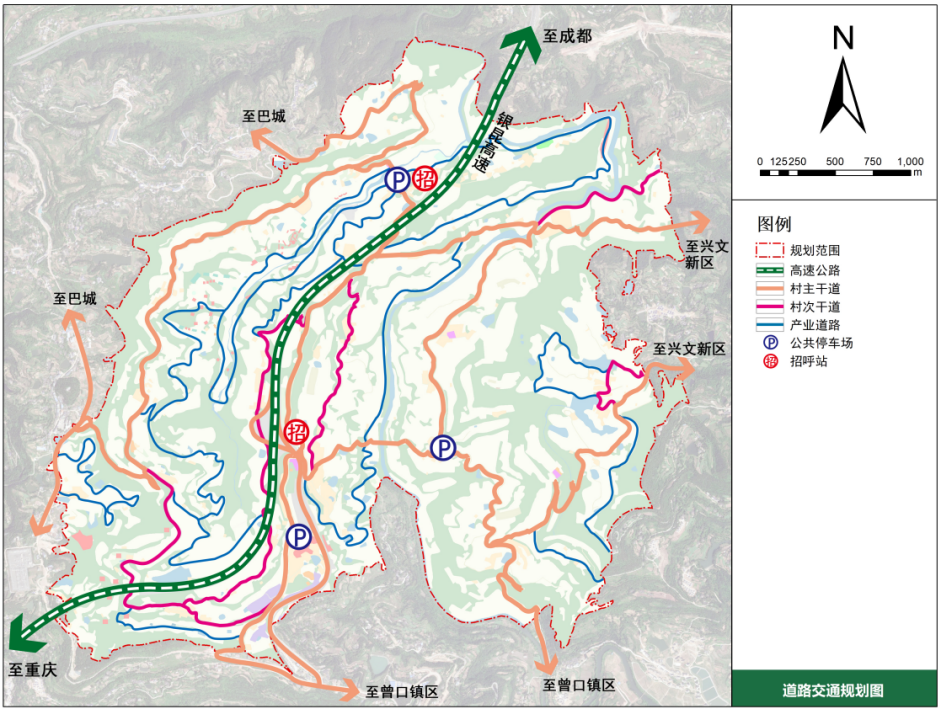 至成都
银昆高速
至巴城
P
招
至兴文
新区
至巴城
至兴文新区
招
P
P
至重庆
至曾口镇区
至曾口镇区
N
0 125250 500 750 1,000
m
图例
规划范围
高速公路
村主干道
村次干道
产业道路
P 公共停车场
招 招呼站
道路交通规划图